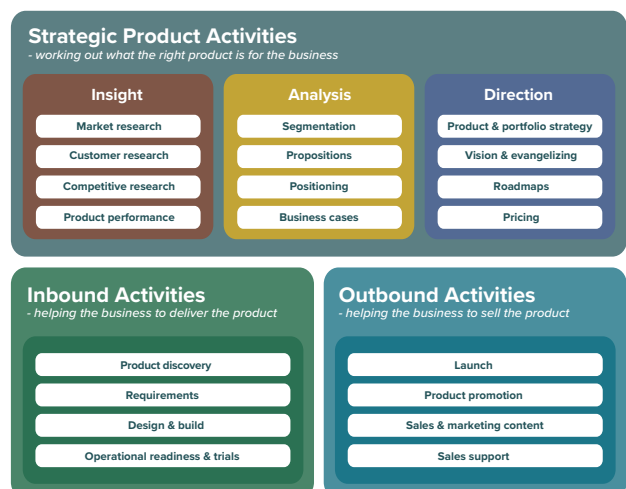 Strategic Product Activities
- working out what the right product is for the business
Insight
Market research
Customer research
Competitive research
Product performance
Analysis
Segmentation
Propositions
Positioning
Business cases
Direction
Product & portfolio strategy
Vision & evangelizing
Roadmaps
Pricing
Inbound Activities
- helping the business to deliver the product
Product discovery
Requirements
Design & build
Operational readiness & trials
Outbound Activities
- helping the business to sell the product
Launch
Product promotion
Sales & marketing content
Sales support